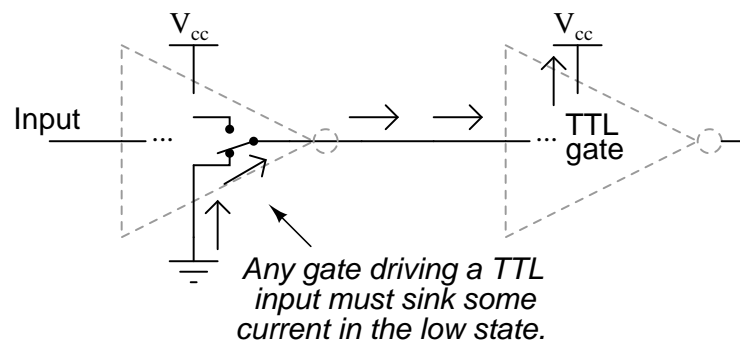 Vcc
Vcc
Input
...
...
TTL
gate
Any gate driving a TTL
input must sink some
current in the low state.